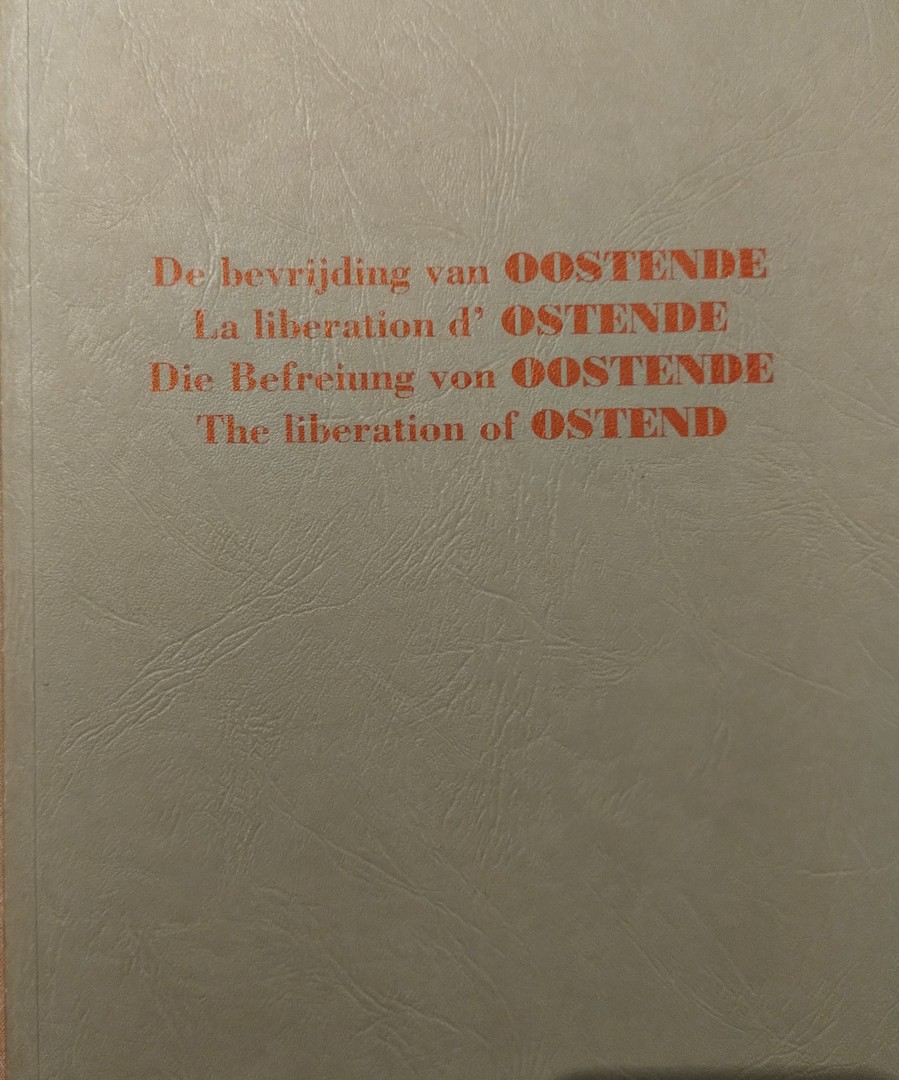 De bevrijding van OOSTENDE
La liberation d' OSTENDE
Die Befreiung von OOSTENDE
The liberation of OSTEND